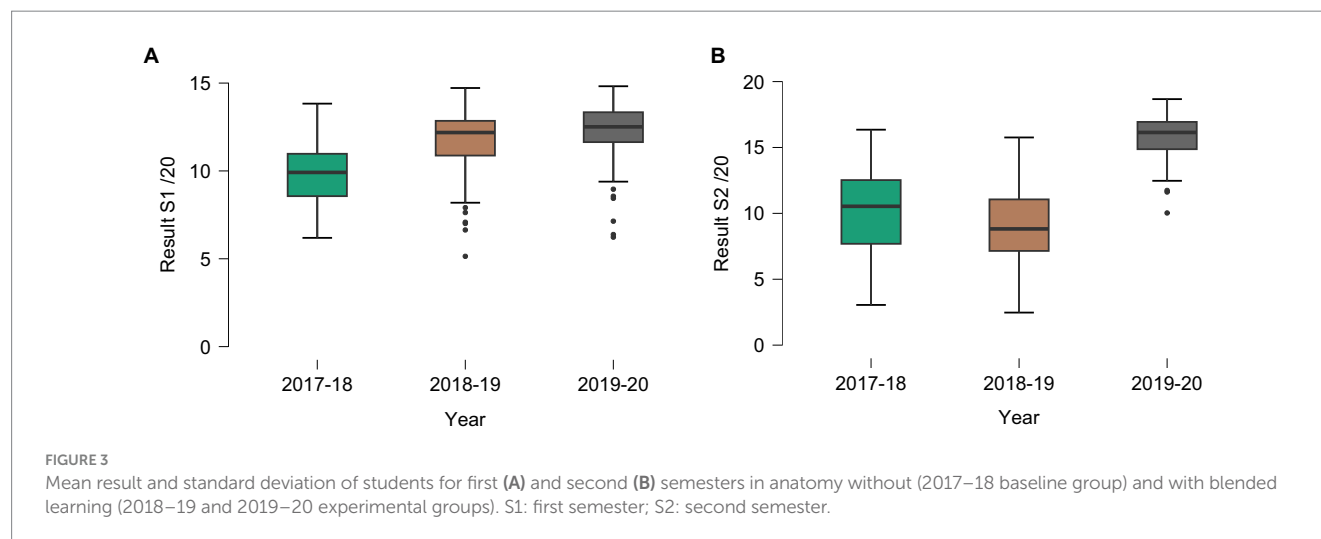 A
Result S1 /20
15
10
5
0
2017-18
2018-19
2019-20
Year
B
Result S2 /20
20
15
10
5
0
2017-18
2018-19
2019-20
Year
FIGURE 3
Mean result and standard deviation of students for first (A) and second (B) semesters in anatomy without (2017–18 baseline group) and with blended
learning (2018–19 and 2019–20 experimental groups). S1: first semester; S2: second semester.